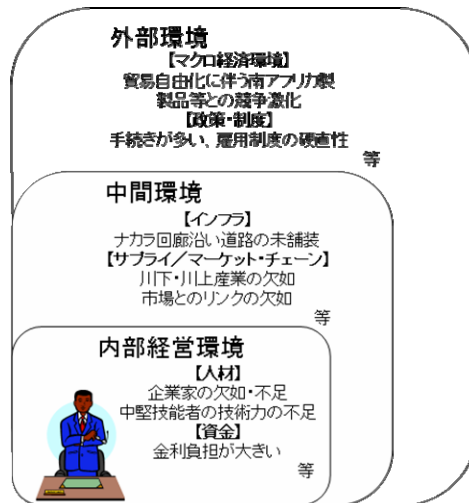 外部環境
【マクロ経済環境】
貿易自由化に伴う南アフリカ製
製品等との競争激化
【政策・制度】
手続きが多い、雇用制度の硬直性
等
中間環境
【インフラ】
ナカラ回廊沿い道路の未舗装
【サプライ／マーケット・チェーン】
川下・川上産業の欠如
市場とのリンクの欠如
等
内部経営環境
【人材】
企業家の欠如・不足
中堅技能者の技術力の不足
【資金】
金利負担が大きい
等